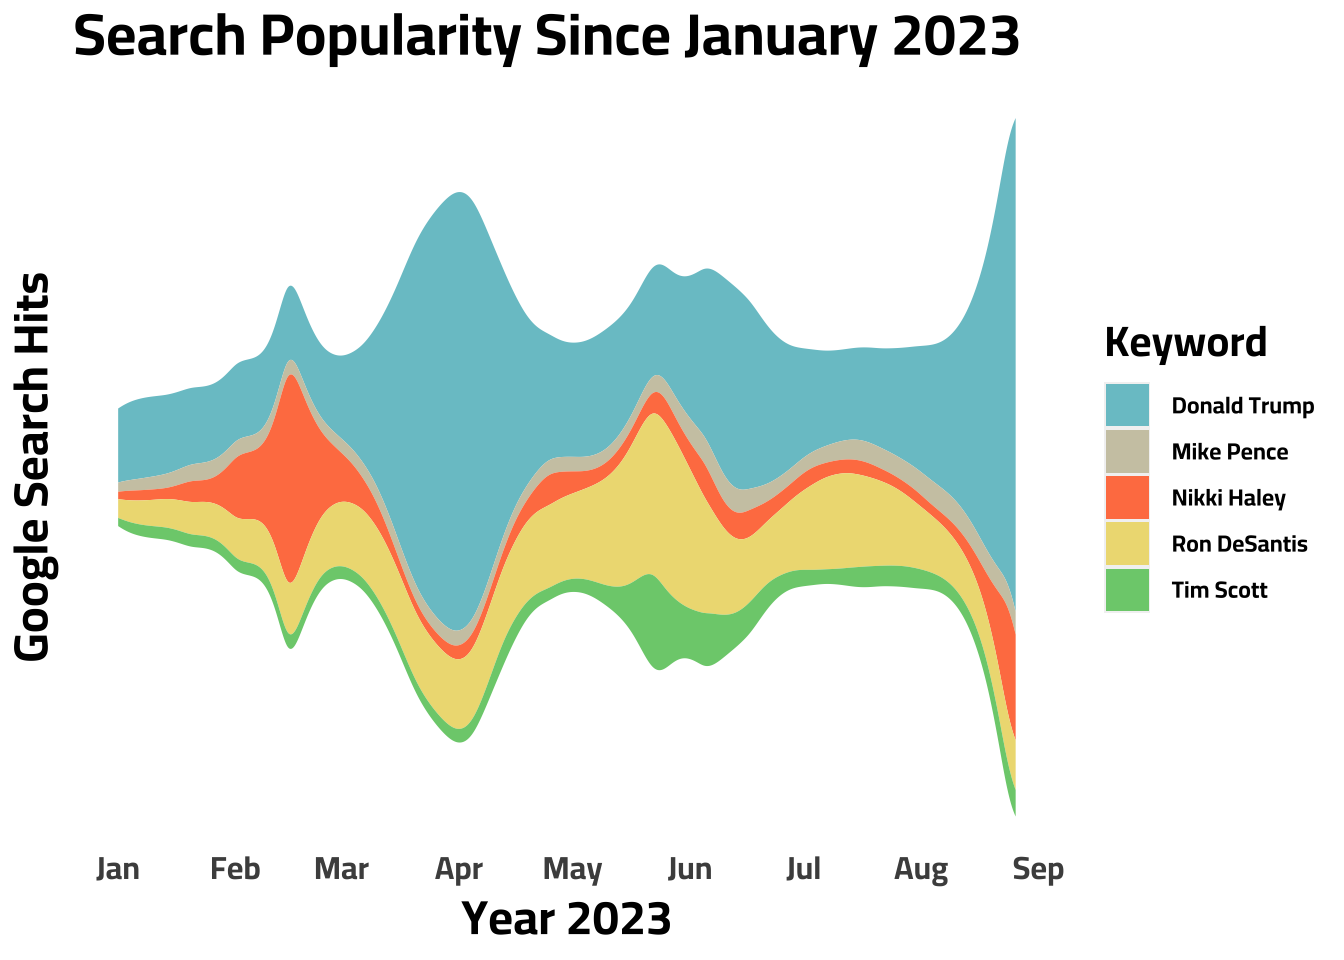 Search Popularity Since January 2023
Google Search Hits
Keyword
Donald Trump
Mike Pence
Nikki Haley
Ron DeSantis
Tim Scott
Jan Feb Mar Apr May Jun Jul Aug Sep
Year 2023